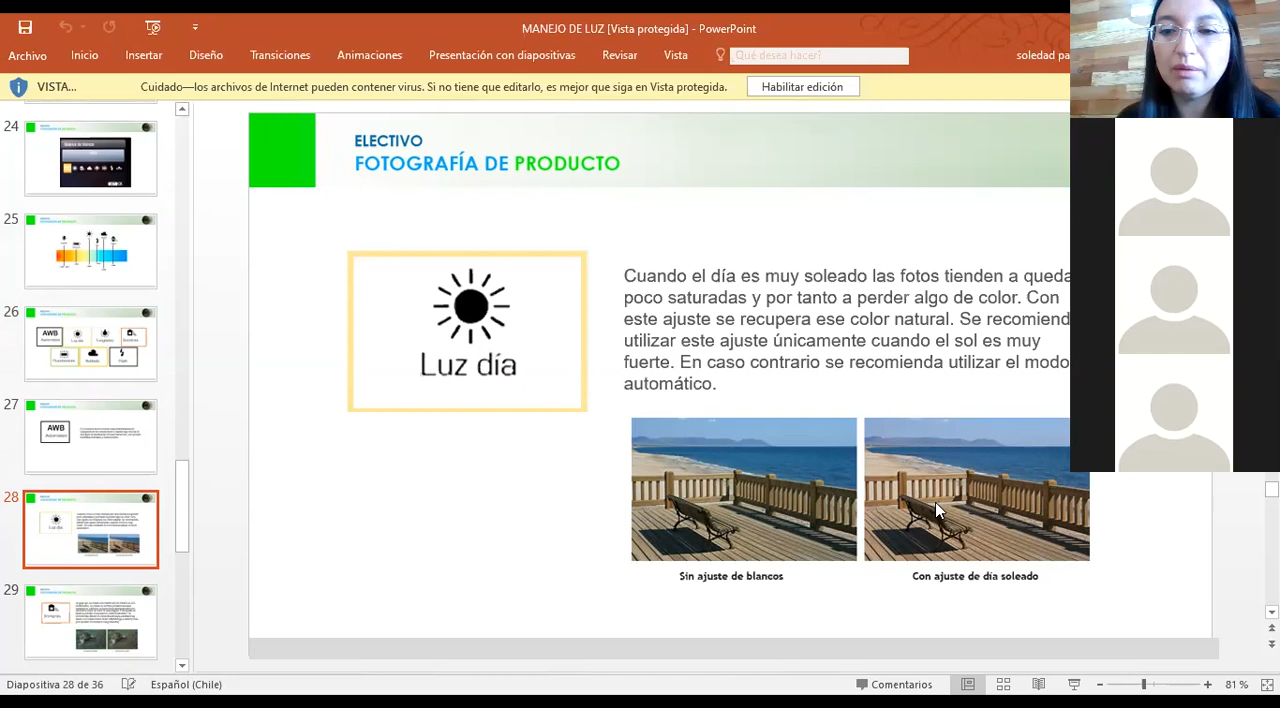 MANEJO DE LUZ [Vista protegida] - PowerPoint
Archivo Inicio Insertar Diseño Transiciones Animaciones Presentación con diapositivas Revisar Vista ¿Qué desea hacer? soledad pa
VISTA... Cuidado—los archivos de Internet pueden contener virus. Si no tiene que editarlo, es mejor que siga en Vista protegida. Habilitar edición
24
25
26
AWB
27
AWB
28
29
ELECTIVO
FOTOGRAFÍA DE PRODUCTO
Luz día
Cuando el día es muy soleado las fotos tienden a queda
poco saturadas y por tanto a perder algo de color. Con
este ajuste se recupera ese color natural. Se recomiend
utilizar este ajuste únicamente cuando el sol es muy
fuerte. En caso contrario se recomienda utilizar el modo
automático.
Sin ajuste de blancos
Con ajuste de día soleado
Diapositiva 28 de 36 Español (Chile) Comentarios 81 %